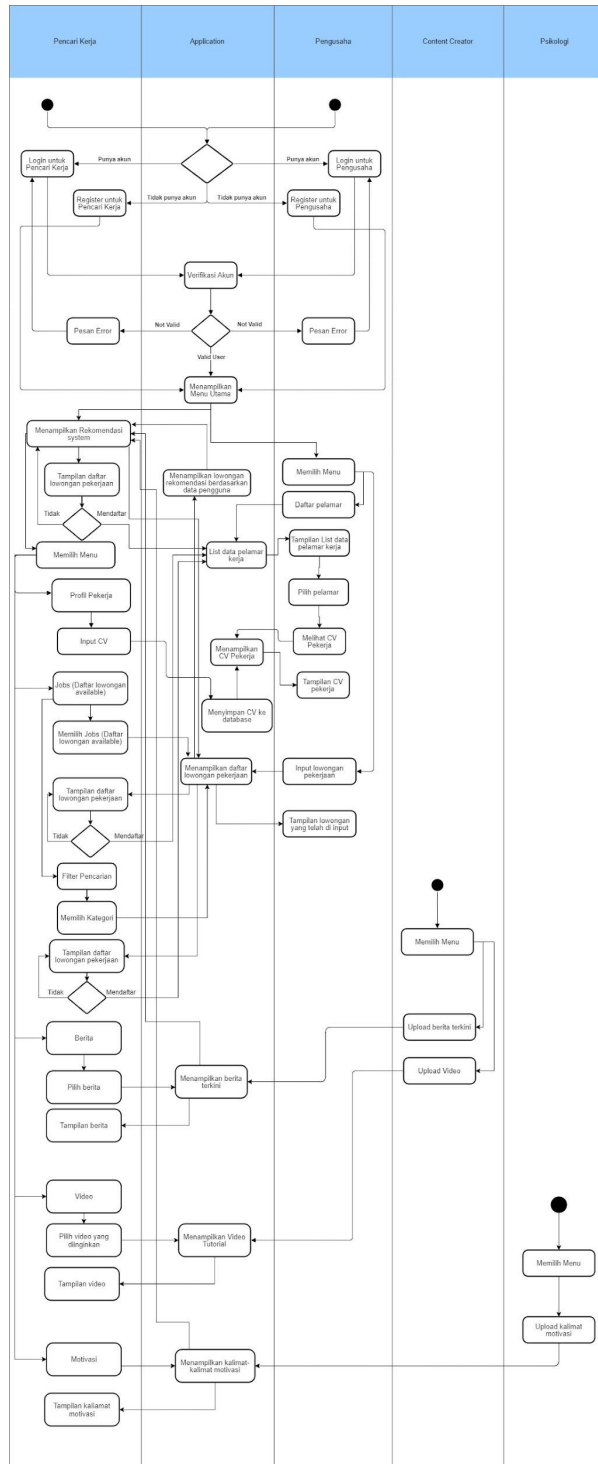 Pencari Kerja
Application
Pengusaha
Content Creator
Psikologi
Login untuk
Pencari Kerja
Punya akun
Punya akun
Login untuk
Pengusaha
Register untuk
Pencari Kerja
Tidak punya akun
Tidak punya akun
Register untuk
Pengusaha
Verifikasi Akun
Pesan Error
Not Valid
Not Valid
Pesan Error
Valid User
Menampilkan
Menu Utama
Menampilkan Rekomendasi
system
Tampilan daftar
lowongan pekerjaan
Menampilkan lowongan
rekomendasi berdasarkan
data pengguna
Memilih Menu
Daftar pelamar
Tidak
Mendaftar
Memilih Menu
List data pelamar
kerja
Tampilan List data
pelamar kerja
Profil Pekerja
Pilih pelamar
Input CV
Menampilkan
CV Pekerja
Melihat CV
Pekerja
Tampilan CV
pekerja
Jobs (Daftar lowongan
available)
Menyimpan CV ke
database
Memilih Jobs (Daftar
lowongan available)
Menampilkan daftar
lowongan pekerjaan
Input lowongan
pekerjaan
Tampilan daftar
lowongan pekerjaan
Tidak
Mendaftar
Tampilan lowongan
yang telah di input
Filter Pencarian
Memilih Kategori
Memilih Menu
Tampilan daftar
lowongan pekerjaan
Tidak
Mendaftar
Berita
Upload berita terkini
Pilih berita
Menampilkan berita
terkini
Upload Video
Tampilan berita
Video
Pilih video yang
diinginkan
Menampilkan Video
Tutorial
Memilih Menu
Tampilan video
Upload kalimat
motivasi
Motivasi
Menampilkan kalimat-
kalimat motivasi
Tampilan kaliamat
motivasi